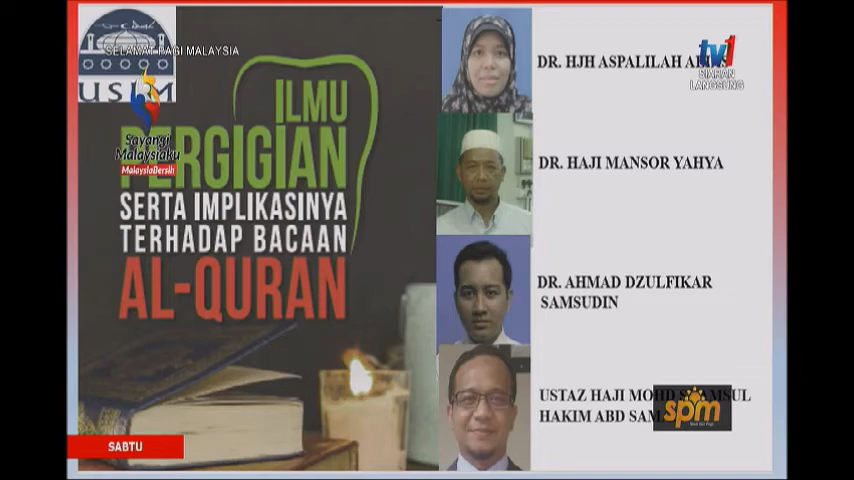 SELAMAT PAGI MALAYSIA
USIM
Sayangi
Malaysiaku
MalaysiaBersih
ILMU
PERGIGIAN
SERTA IMPLIKASINYA
TERHADAP BACAAN
AL-QURAN
DR. HJH ASPALILAH
tv1
SIARAN
LANGSUNG
DR. HAJI MANSOR YAHYA
DR. AHMAD DZULFIKAR
SAMSUDIN
USTAZ HAJI MOHD SHAMSUL
HAKIM ABD
spm
SABTU